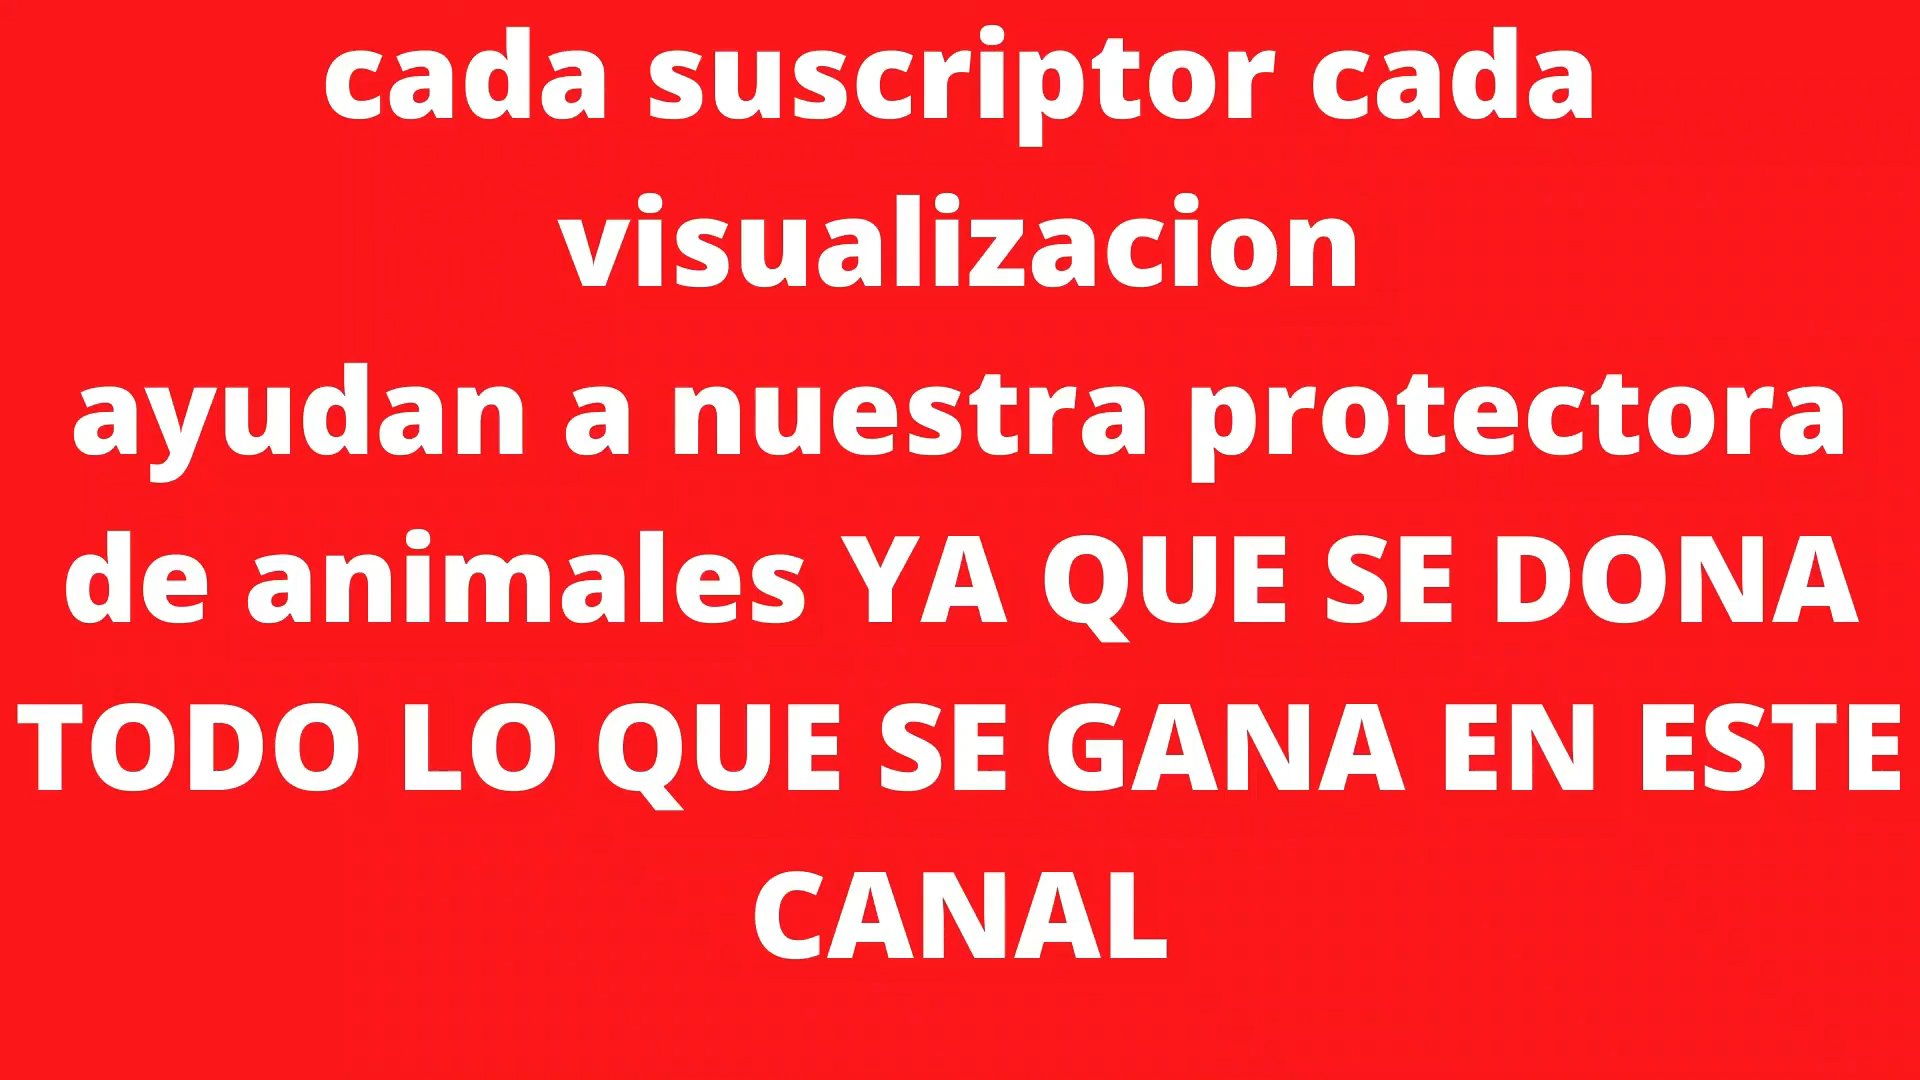 cada suscriptor cada
visualizacion
ayudan a nuestra protectora
de animales YA QUE SE DONA
TODO LO QUE SE GANA EN ESTE
CANAL